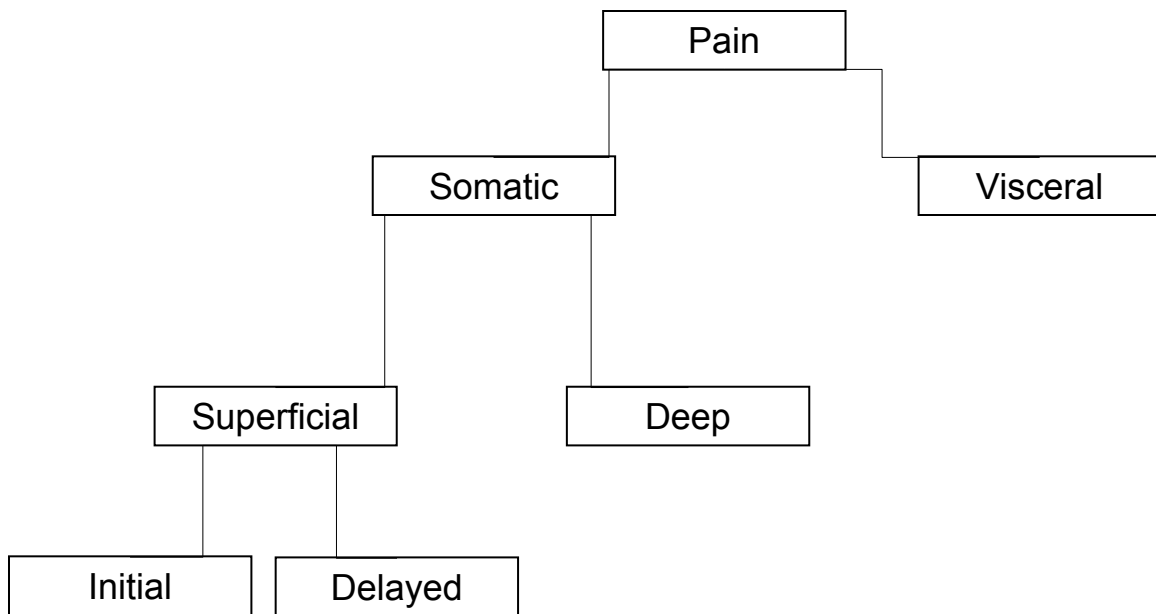 Pain
Somatic
Visceral
Superficial
Deep
Initial
Delayed